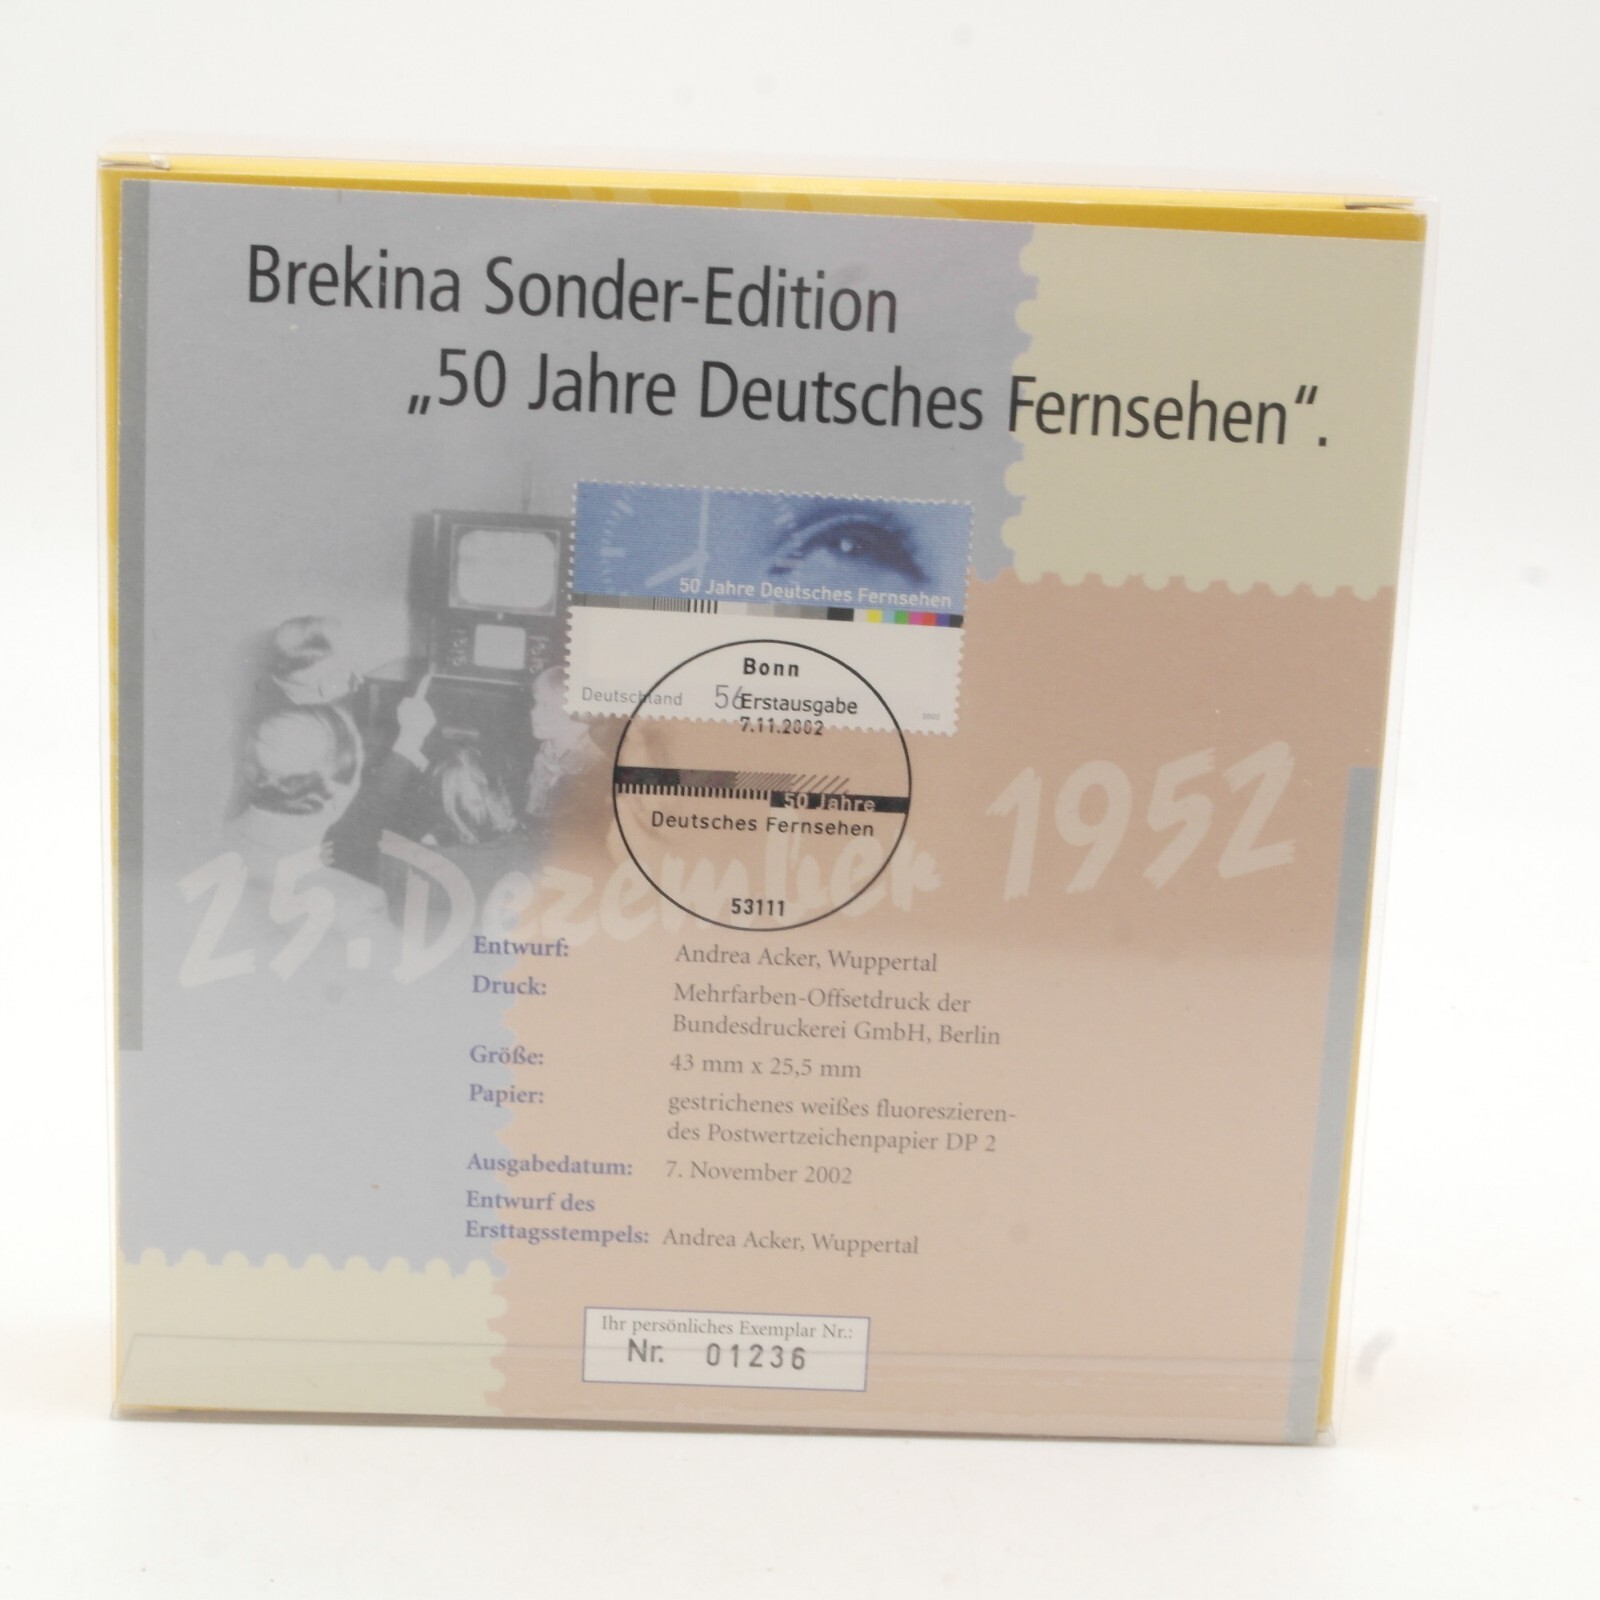 Brekina Sonder-Edition
„50 Jahre Deutsches Fernsehen“.
50 Jahre Deutsches Fernsehen
Deutschland 56
2002
Bonn
Erstausgabe
7.11.2002
50 Jahre
Deutsches Fernsehen
53111
25. Dezember 1952
Entwurf: Andrea Acker, Wuppertal
Druck: Mehrfarben-Offsetdruck der
Bundesdruckerei GmbH, Berlin
Größe: 43 mm x 25,5 mm
Papier: gestrichenes weißes fluoreszieren-
des Postwertzeichenpapier DP 2
Ausgabedatum: 7. November 2002
Entwurf des
Ersttagsstempels: Andrea Acker, Wuppertal
Ihr persönliches Exemplar Nr.:
Nr. 01236